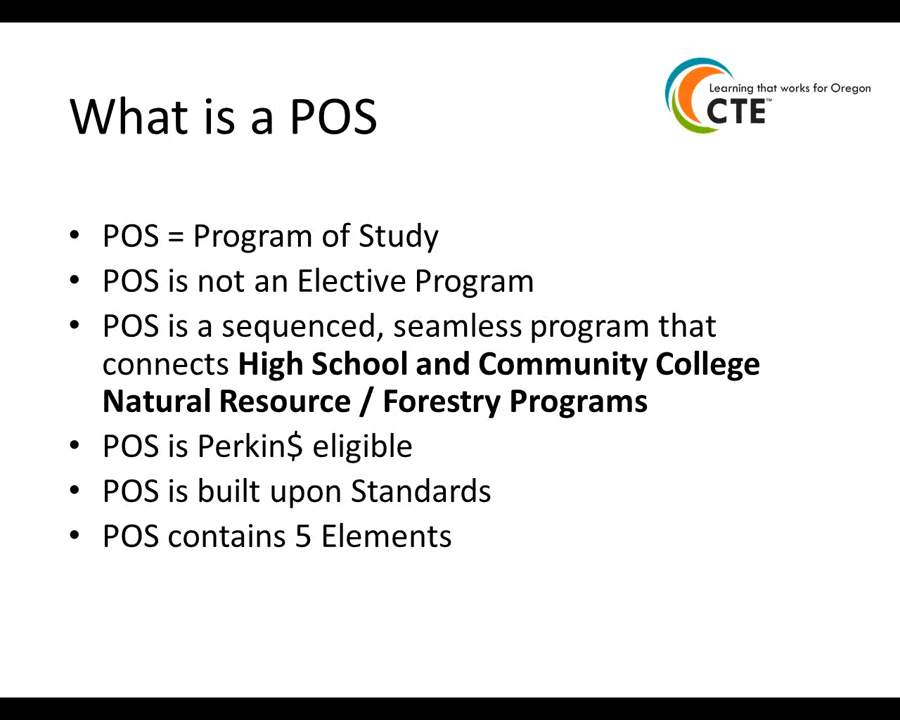 Learning that works for Oregon
CTE™
What is a POS
• POS = Program of Study
• POS is not an Elective Program
• POS is a sequenced, seamless program that
connects High School and Community College
Natural Resource / Forestry Programs
• POS is Perkin$ eligible
• POS is built upon Standards
• POS contains 5 Elements